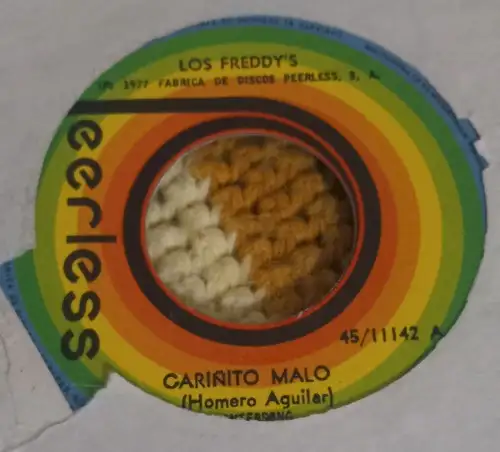 LOS FREDDY'S
(P) 1977 FABRICA DE DISCOS PEERLESS, S. A.
Peerless
45/11142 A
CARIÑITO MALO
(Homero Aguilar)